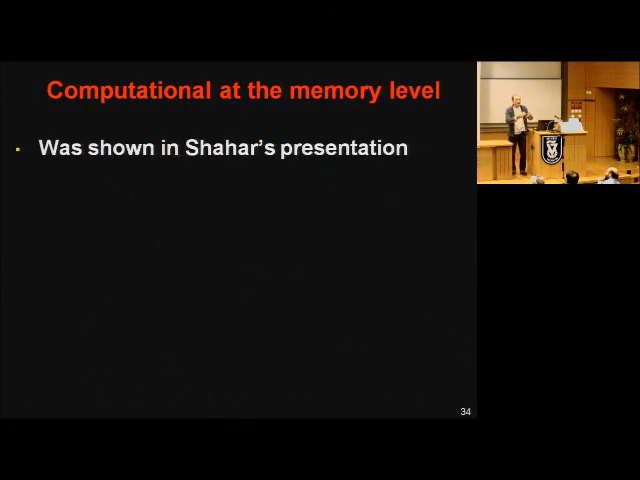 Computational at the memory level
Was shown in Shahar's presentation
34